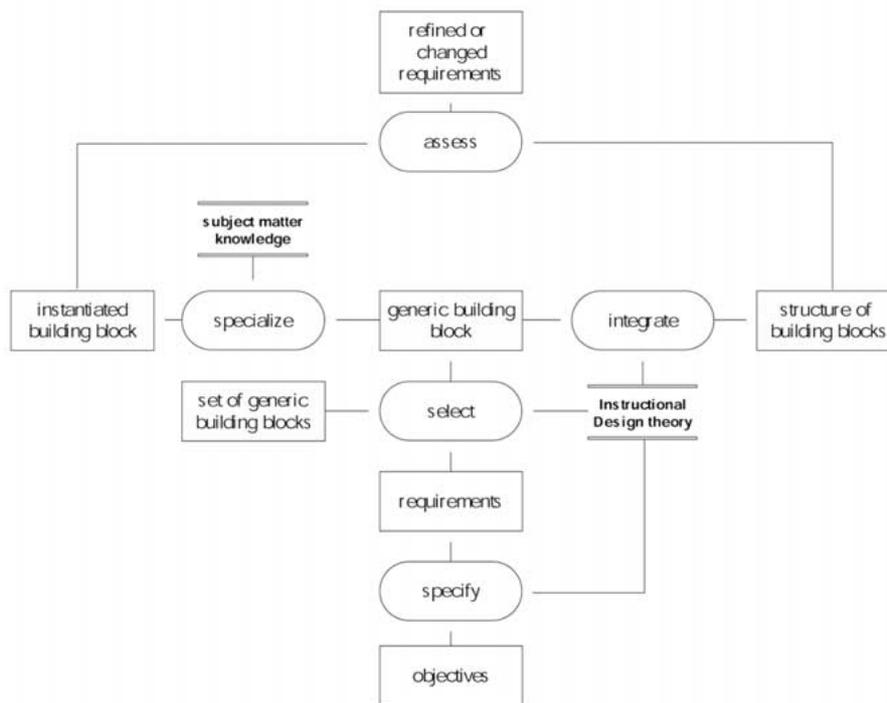 refined or
changed
requirements
assess
subject matter
knowledge
instantiated
building block
specialize
generic building
block
integrate
structure of
building blocks
set of generic
building blocks
select
Instructional
Design theory
requirements
specify
objectives